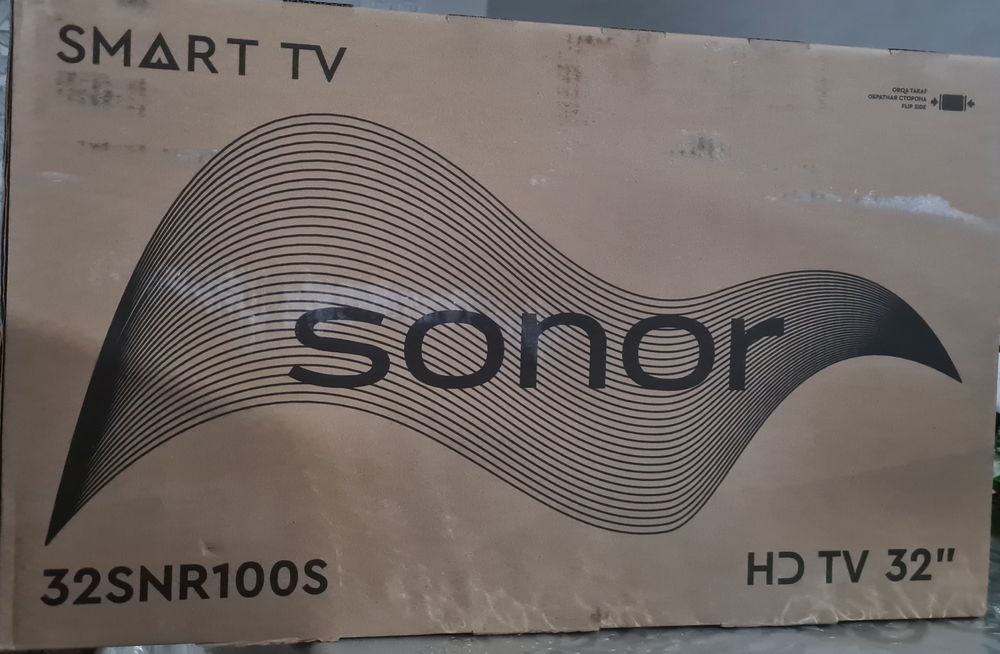 SMART TV
ORQA TARAF
ОБРАТНАЯ СТОРОНА
FLIP SIDE
sonor
32SNR100S
HD TV 32"